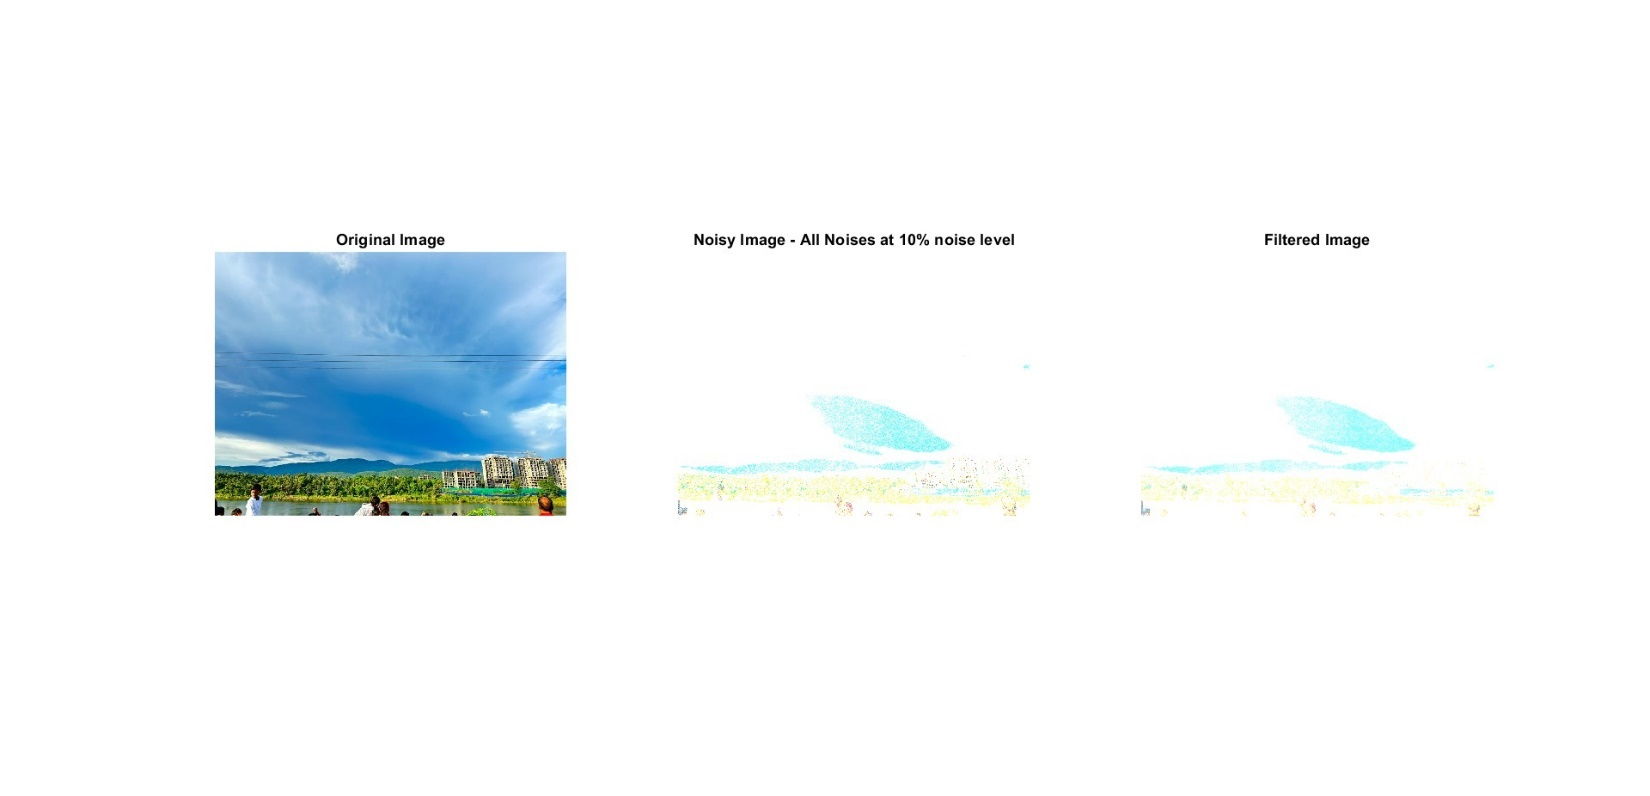 Original Image
Noisy Image - All Noises at 10% noise level
Filtered Image